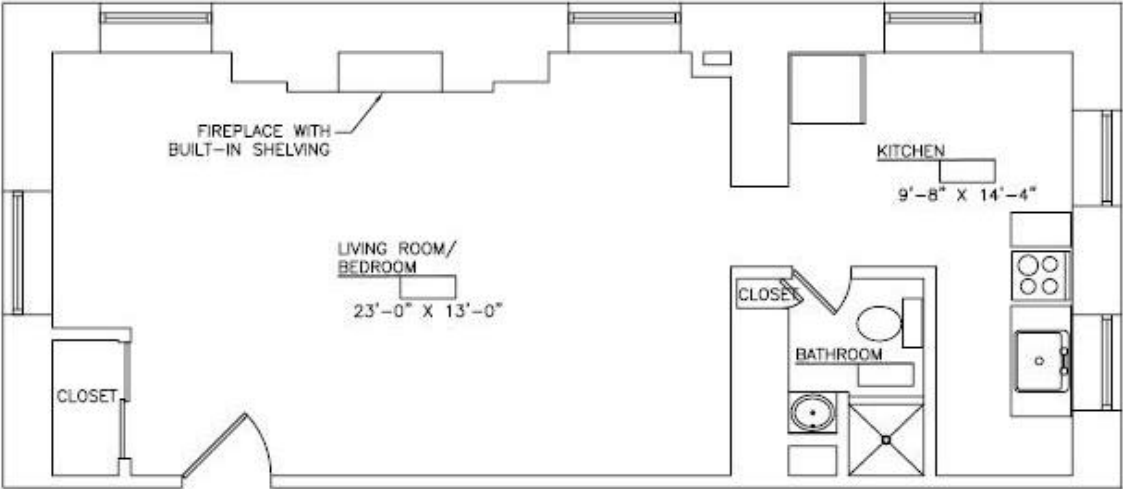 FIREPLACE WITH
BUILT-IN SHELVING
KITCHEN
9'-8" X 14'-4"
LIVING ROOM/
BEDROOM
23'-0" X 13'-0"
CLOSET
BATHROOM
CLOSET